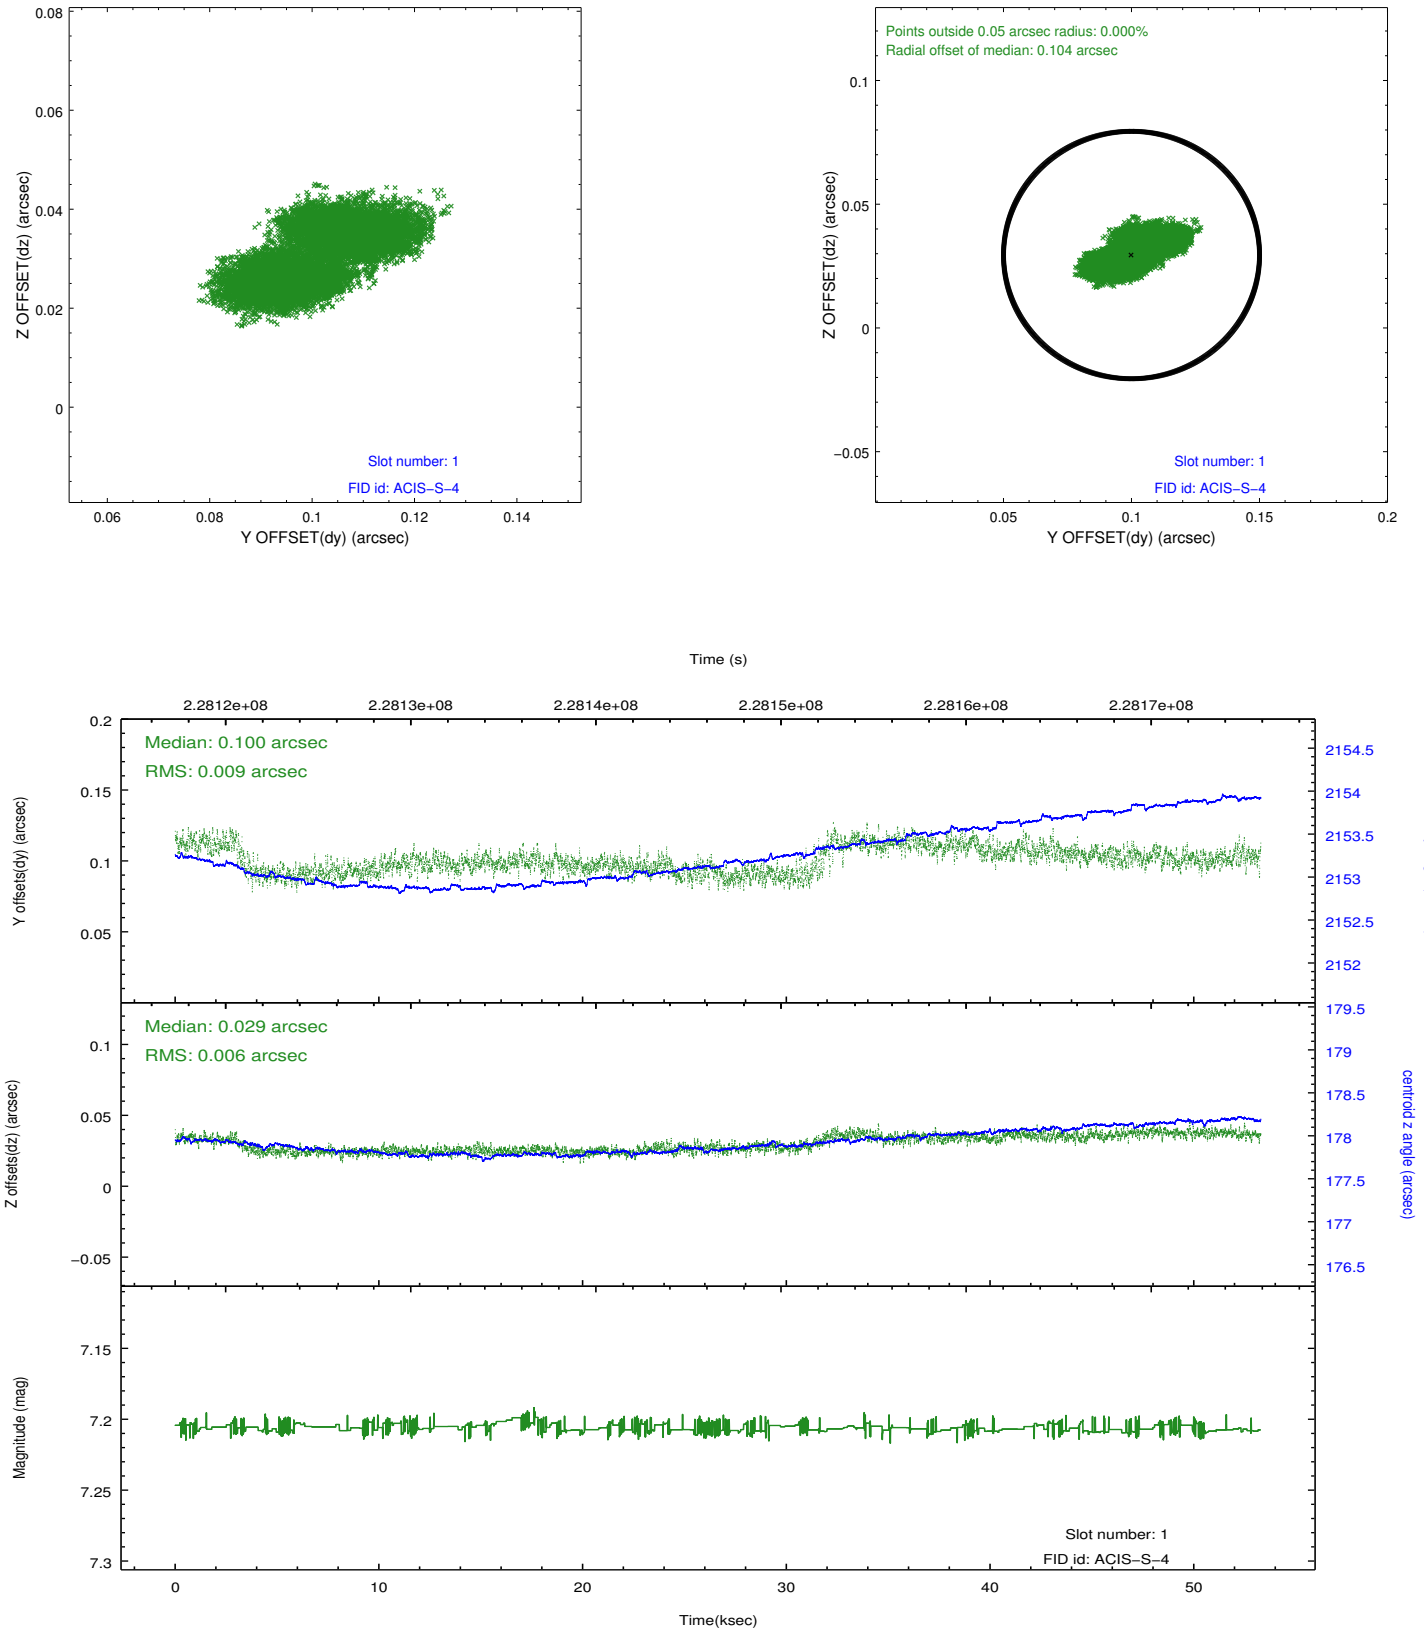 0.08
0.06
0.04
0.02
0
Z OFFSET(dz) (arcsec)
Slot number: 1
FID id: ACIS-S-4
0.06 0.08 0.1 0.12 0.14
Y OFFSET(dy) (arcsec)
Points outside 0.05 arcsec radius: 0.000%
Radial offset of median: 0.104 arcsec
0.1
0.05
0
−0.05
Z OFFSET(dz) (arcsec)
Slot number: 1
FID id: ACIS-S-4
0.05 0.1 0.15 0.2
Y OFFSET(dy) (arcsec)
Time (s)
2.2812e+08 2.2813e+08 2.2814e+08 2.2815e+08 2.2816e+08 2.2817e+08
Median: 0.100 arcsec
RMS: 0.009 arcsec
0.2
0.15
0.1
0.05
Y offsets(dy) (arcsec)
2154.5
2154
2153.5
2153
2152.5
2152
Median: 0.029 arcsec
RMS: 0.006 arcsec
0.1
0.05
0
−0.05
Z offsets(dz) (arcsec)
179.5
179
178.5
178
177.5
177
176.5
centroid z angle (arcsec)
7.15
7.2
7.25
7.3
Magnitude (mag)
Slot number: 1
FID id: ACIS-S-4
0 10 20 30 40 50
Time(ksec)